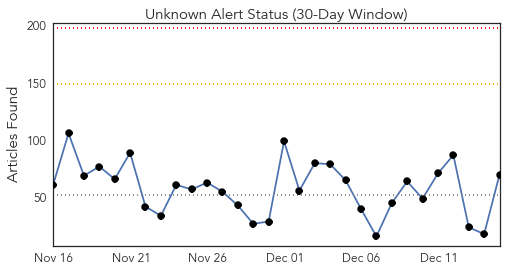 Unknown Alert Status (30-Day Window)
200
150
100
50
Articles Found
Nov 16 Nov 21 Nov 26 Dec 01 Dec 06 Dec 11